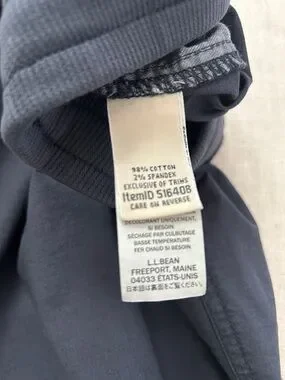 98% COTTON
2% SPANDEX
EXCLUSIVE OF TRIMS
ItemID 516408
CARE ON REVERSE
DÉCOLORANT UNIQUEMENT,
SI BESOIN
SÉCHAGE PAR CULBUTAGE
BASSE TEMPÉRATURE
FER CHAUD SI BESOIN
L.L.BEAN
FREEPORT, MAINE
04033 ÉTATS-UNIS
日本語は裏面をご覧ください